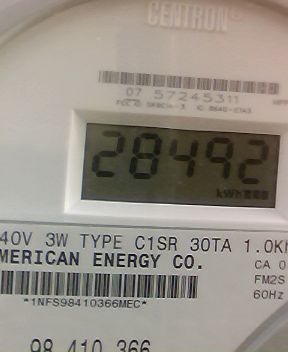 CENTRON®
07 57245311
28492
kWh
40V 3W TYPE C1SR 30TA 1.0Kh
MERICAN ENERGY CO.
CA 0
FM2S
*1NFS98410366MEC*
60Hz
98 410 366